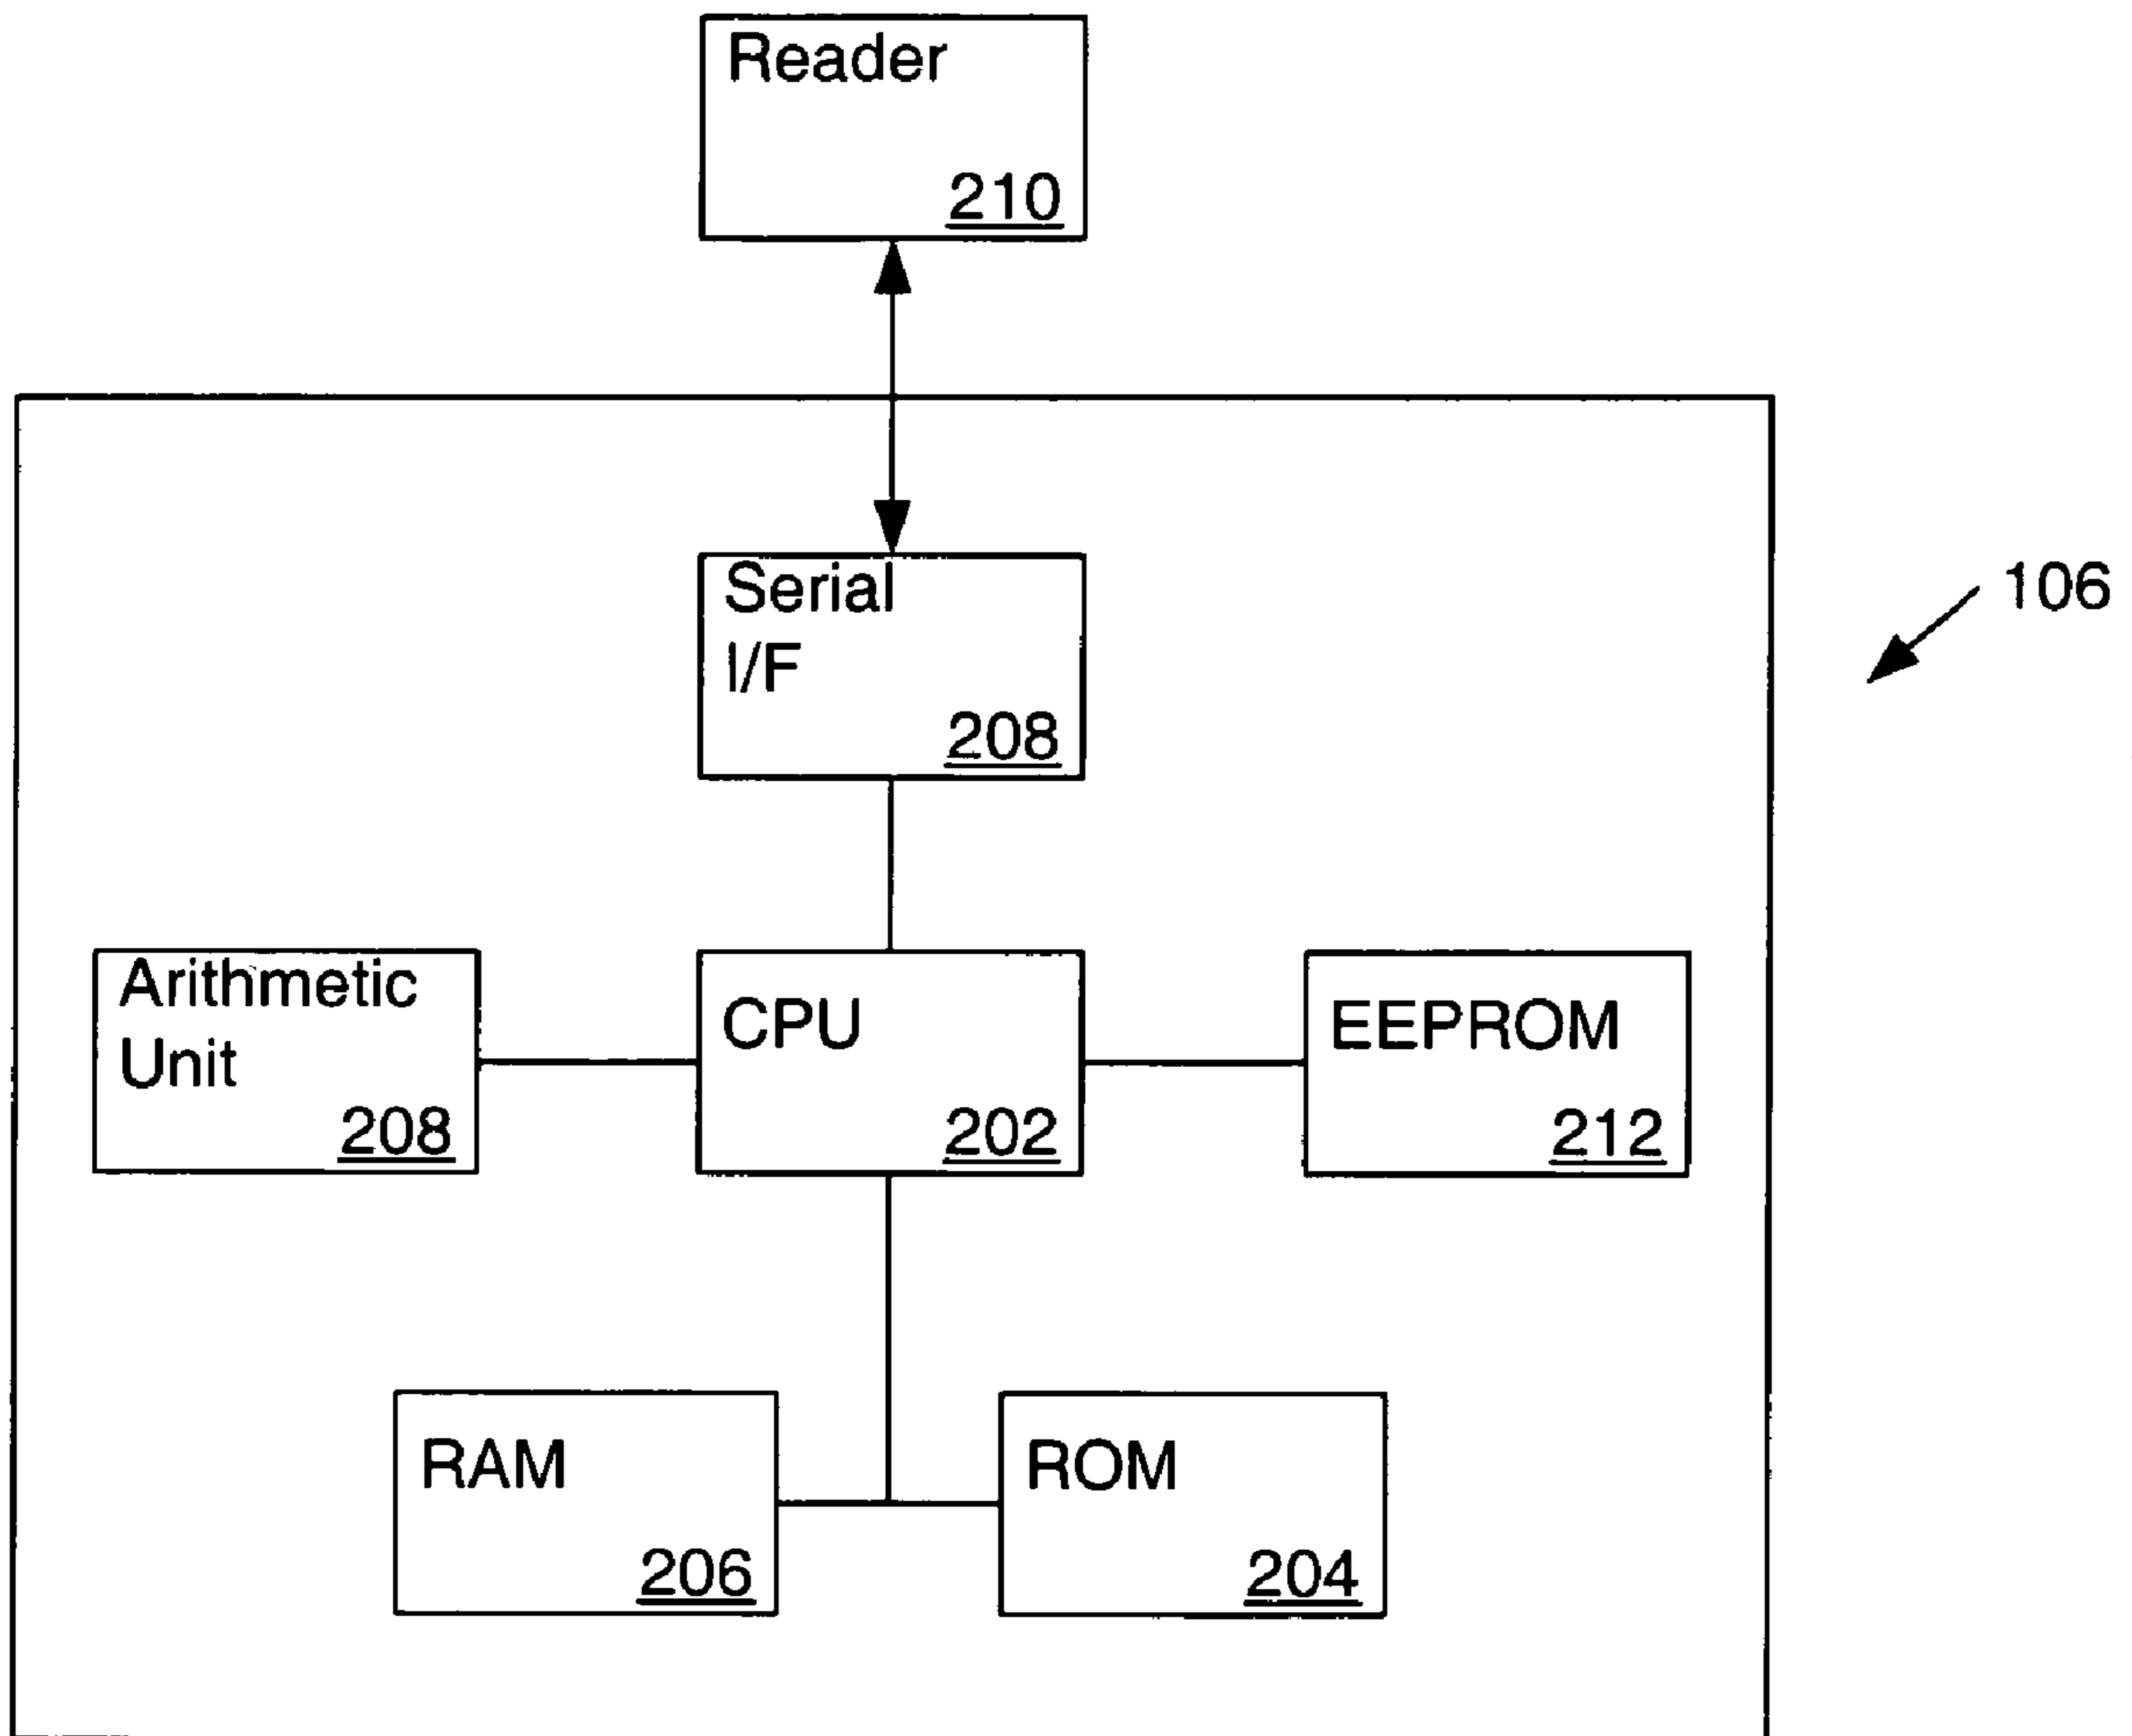 Reader
210
Serial
I/F
208
106
Arithmetic
Unit
208
CPU
202
EEPROM
212
RAM
206
ROM
204